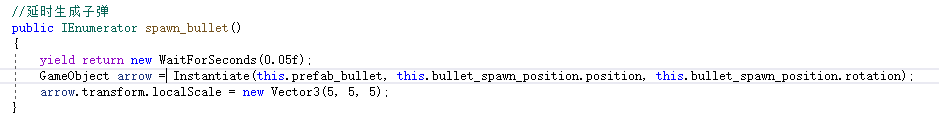 //延时生成子弹
public IEnumerator spawn_bullet()
{
yield return new WaitForSeconds(0.05f);
GameObject arrow = Instantiate(this.prefab_bullet, this.bullet_spawn_position.position, this.bullet_spawn_position.rotation);
arrow.transform.localScale = new Vector3(5, 5, 5);
}